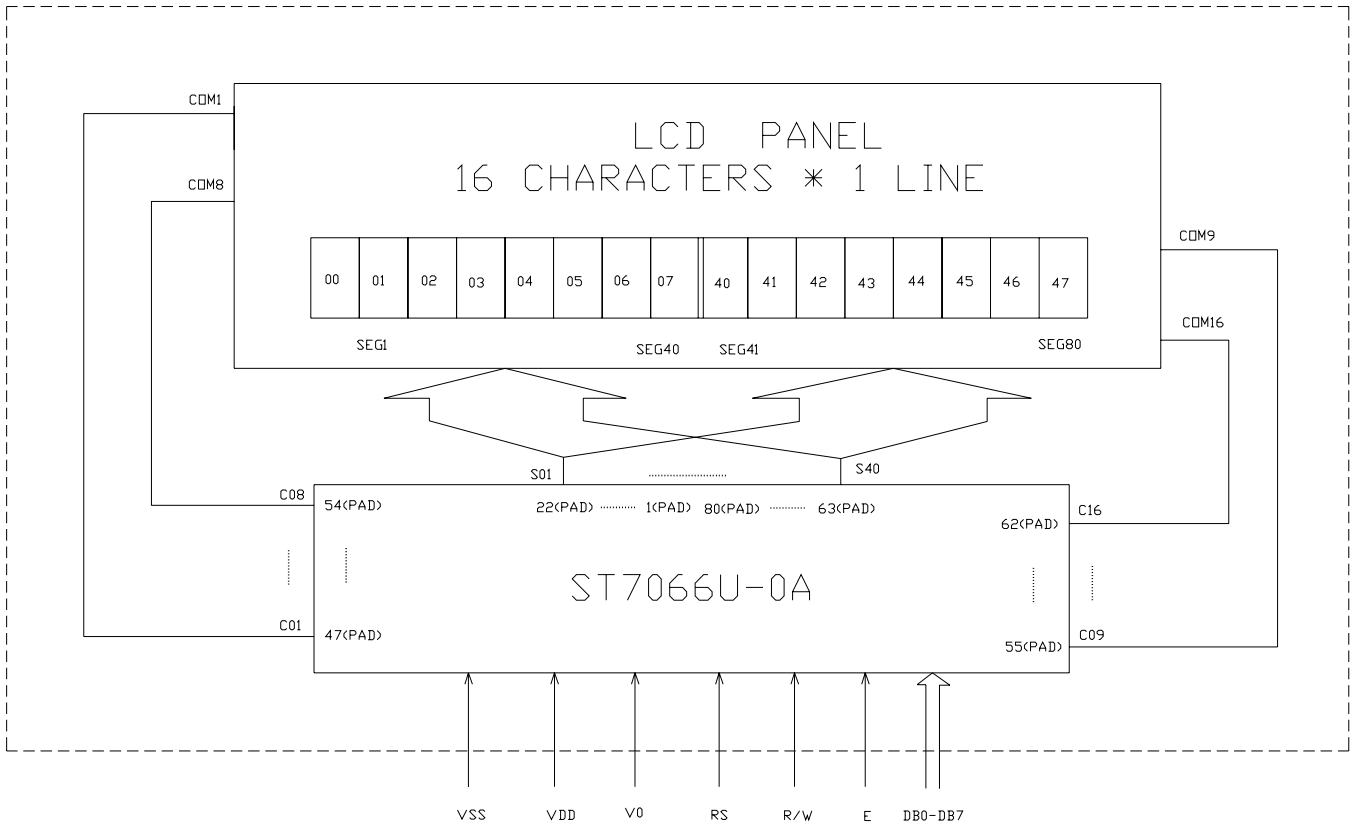 COM1
LCD PANEL
16 CHARACTERS * 1 LINE
COM8
COM9
00 01 02 03 04 05 06 07 40 41 42 43 44 45 46 47
COM16
SEG1 SEG40 SEG41 SEG80
S01 S40
C08 54(PAD) 22(PAD) 1(PAD) 80(PAD) 63(PAD) C16
62(PAD)
ST7066U-0A
C01 47(PAD) 55(PAD) C09
VSS VDD V0 RS R/W E DB0-DB7